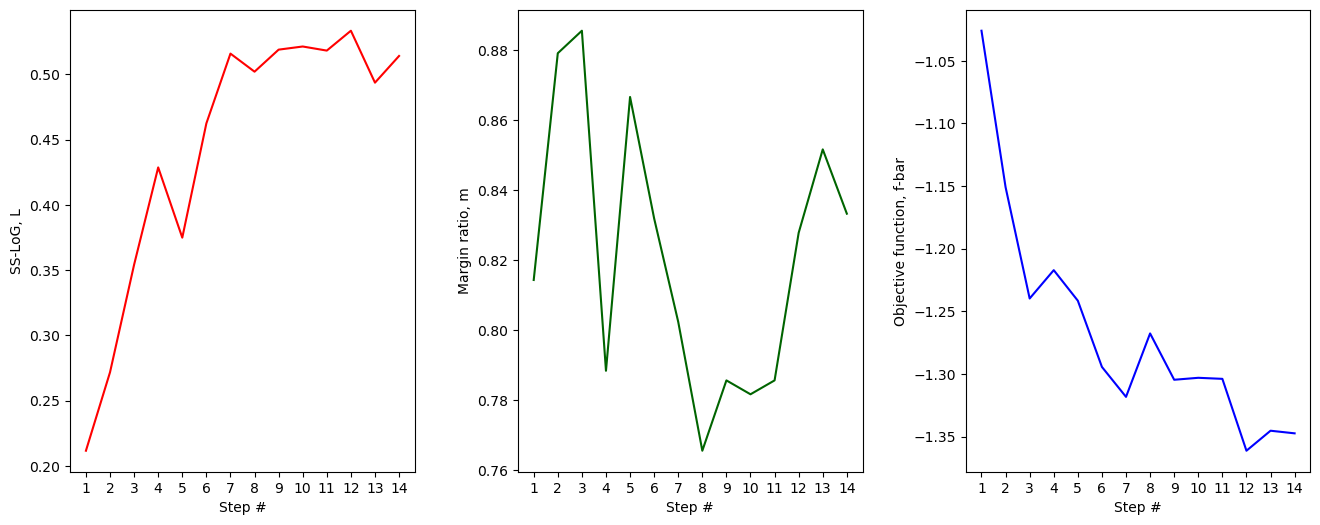 SS-LoG, L
0.50
0.45
0.40
0.35
0.30
0.25
0.20
1 2 3 4 5 6 7 8 9 10 11 12 13 14
Step #
Margin ratio, m
0.88
0.86
0.84
0.82
0.80
0.78
0.76
1 2 3 4 5 6 7 8 9 10 11 12 13 14
Step #
Objective function, f-bar
−1.05
−1.10
−1.15
−1.20
−1.25
−1.30
−1.35
1 2 3 4 5 6 7 8 9 10 11 12 13 14
Step #